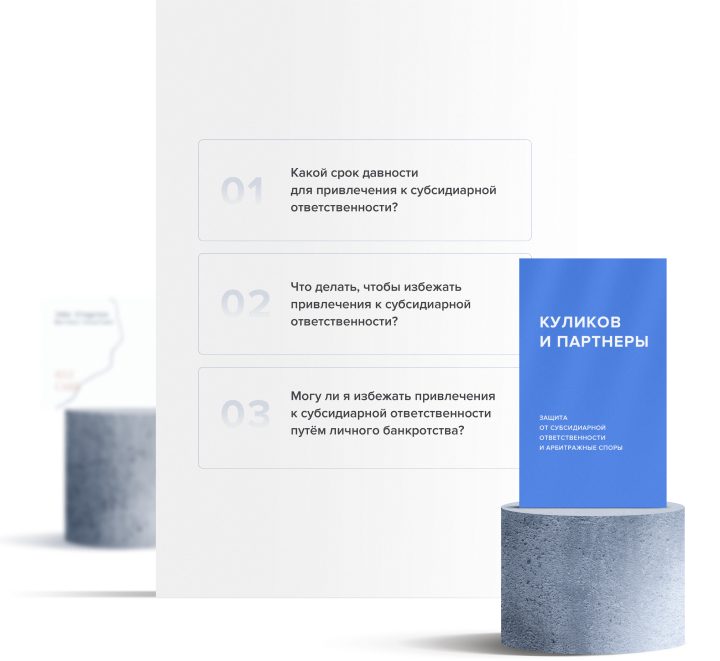 01
Какой срок давности
для привлечения к субсидиарной
ответственности?
02
Что делать, чтобы избежать
привлечения к субсидиарной
ответственности?
03
Могу ли я избежать привлечения
к субсидиарной ответственности
путём личного банкротства?
КУЛИКОВ
И ПАРТНЕРЫ
ЗАЩИТА
ОТ СУБСИДИАРНОЙ
ОТВЕТСТВЕННОСТИ
И АРБИТРАЖНЫЕ СПОРЫ